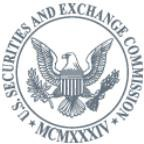 U.S. SECURITIES AND EXCHANGE COMMISSION
MCMXXXIV